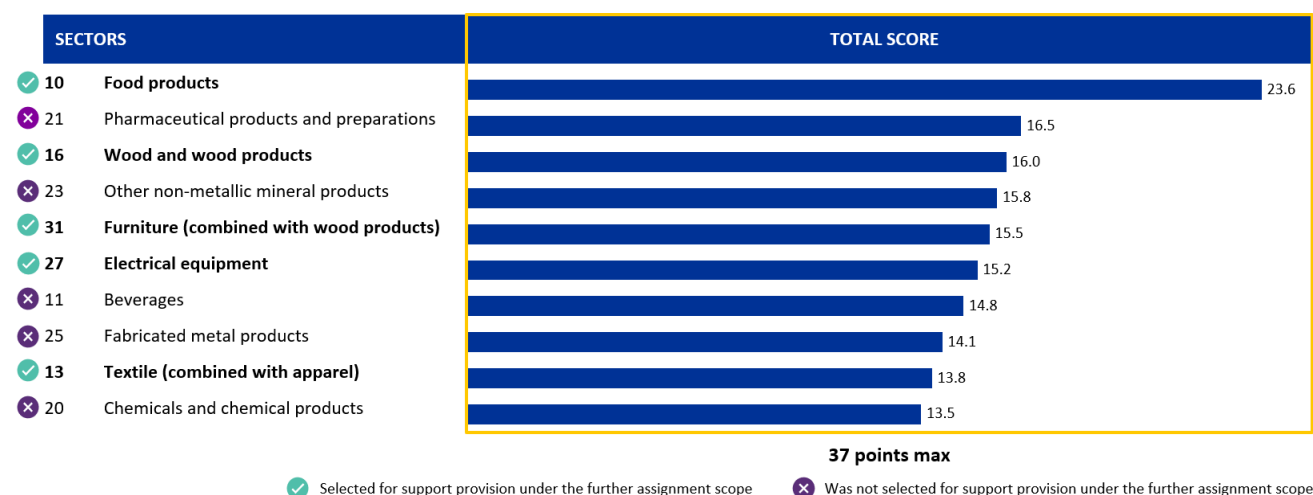 SECTORS TOTAL SCORE
10 Food products 23.6
21 Pharmaceutical products and preparations 16.5
16 Wood and wood products 16.0
23 Other non-metallic mineral products 15.8
31 Furniture (combined with wood products) 15.5
27 Electrical equipment 15.2
11 Beverages 14.8
25 Fabricated metal products 14.1
13 Textile (combined with apparel) 13.8
20 Chemicals and chemical products 13.5
37 points max
Selected for support provision under the further assignment scope Was not selected for support provision under the further assignment scope